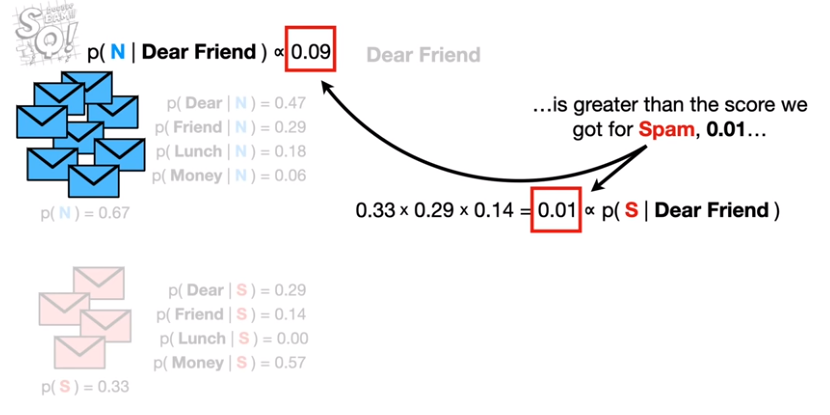 SQ!
p( N | Dear Friend ) ∝ 0.09
Dear Friend
p( Dear | N ) = 0.47
p( Friend | N ) = 0.29
p( Lunch | N ) = 0.18
p( Money | N ) = 0.06
p( N ) = 0.67
...is greater than the score we
got for Spam, 0.01...
0.33 x 0.29 x 0.14 = 0.01 ∝ p( S | Dear Friend )
p( Dear | S ) = 0.29
p( Friend | S ) = 0.14
p( Lunch | S ) = 0.00
p( Money | S ) = 0.57
p( S ) = 0.33